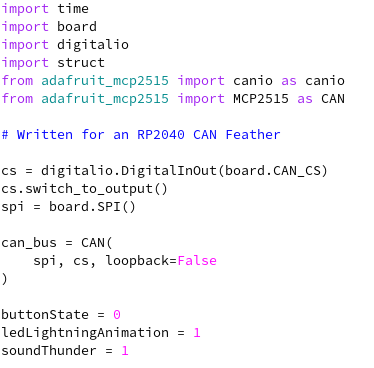 import time
import board
import digitalio
import struct
from adafruit_mcp2515 import canio as canio
from adafruit_mcp2515 import MCP2515 as CAN

# Written for an RP2040 CAN Feather

cs = digitalio.DigitalInOut(board.CAN_CS)
cs.switch_to_output()
spi = board.SPI()

can_bus = CAN(
    spi, cs, loopback=False
)

buttonState = 0
ledLightningAnimation = 1
soundThunder = 1